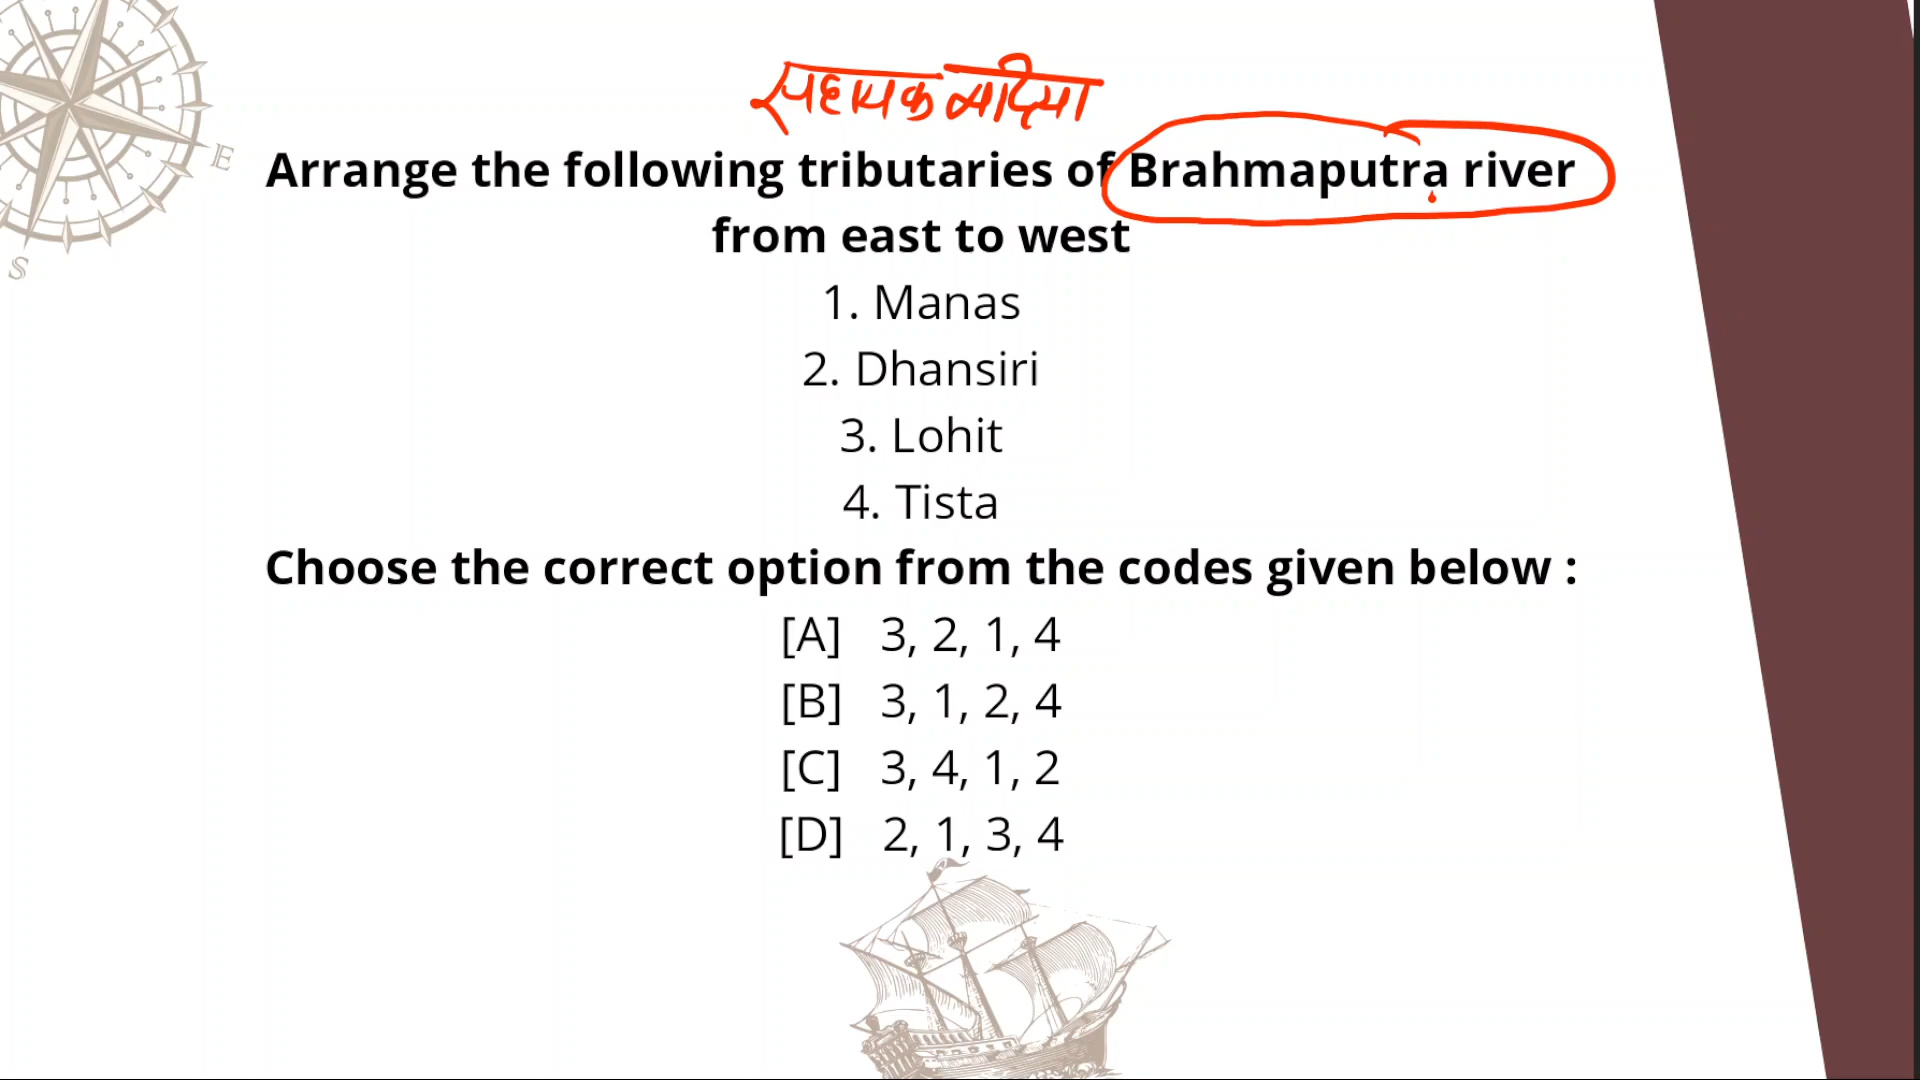 सहायक नदिया
Arrange the following tributaries of Brahmaputra river
from east to west
1. Manas
2. Dhansiri
3. Lohit
4. Tista
Choose the correct option from the codes given below :
[A] 3, 2, 1, 4
[B] 3, 1, 2, 4
[C] 3, 4, 1, 2
[D] 2, 1, 3, 4
E
S